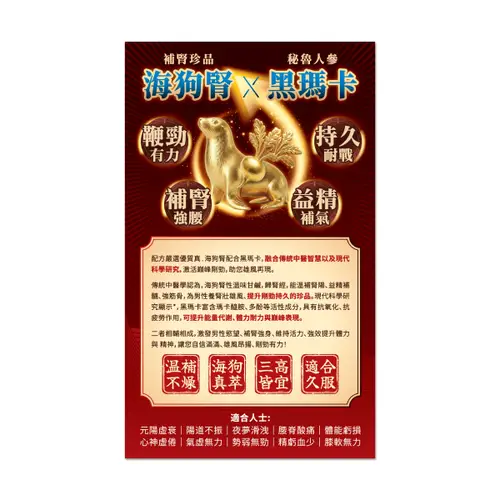 補腎珍品 秘魯人參
海狗腎 X 黑瑪卡
鞭勁
有力
持久
耐戰
補腎
強腰
益精
補氣
配方嚴選優質真．海狗腎配合黑瑪卡，融合傳統中醫智慧以及現代
科學研究，激活巔峰剛勁，助您雄風再現。
傳統中醫學認為，海狗腎性溫味甘鹹，歸腎經，能溫補腎陽、益精補
髓、強筋骨，為男性養腎壯雄風，提升剛勁持久的珍品。現代科學研
究顯示*，黑瑪卡富含瑪卡醯胺、多酚等活性成分，具有抗氧化、抗
疲勞作用，可提升能量代謝、體力耐力與巔峰表現。
二者相輔相成，激發男性慾望、補腎強身、維持活力、強效提升體力
與 精神，讓您自信滿滿、雄風昂揚、剛勁有力！
溫補
不燥
海狗
真萃
三高
皆宜
適合
久服
適合人士:
元陽虛衰｜陽道不振｜夜夢滑洩｜腰脊酸痛｜體能虧損
心神虛倦｜氣虛無力｜勢弱無勁｜精虧血少｜膝軟無力